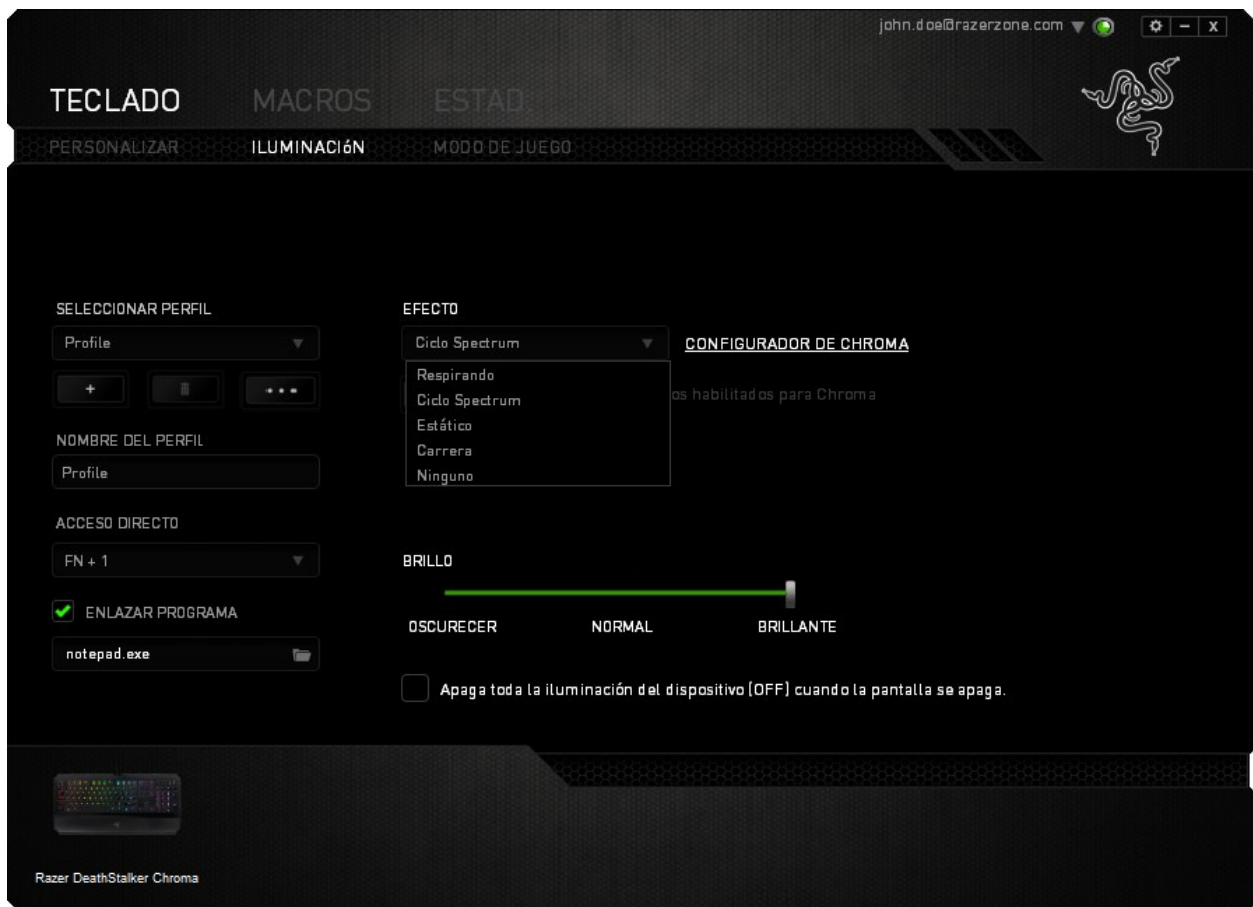 john.doe@razerzone.com
TECLADO MACROS ESTAD.
PERSONALIZAR ILUMINACIóN MODO DE JUEGO
SELECCIONAR PERFIL
Profile
NOMBRE DEL PERFIL
Profile
ACCESO DIRECTO
FN + 1
ENLAZAR PROGRAMA
notepad.exe
EFECTO
Ciclo Spectrum
CONFIGURADOR DE CHROMA
Respirando
Ciclo Spectrum
Estático
Carrera
Ninguno
os habilitados para Chroma
BRILLO
OSCURECER NORMAL BRILLANTE
Apaga toda la iluminación del dispositivo (OFF) cuando la pantalla se apaga.
Razer DeathStalker Chroma